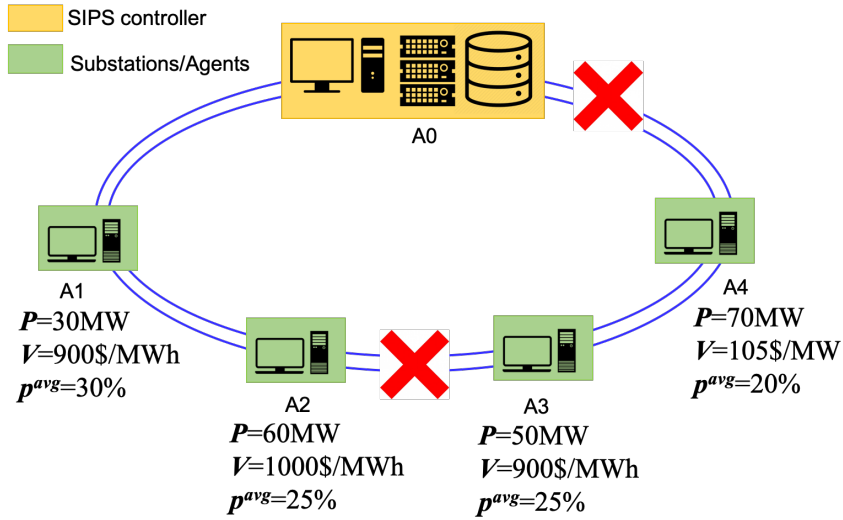 SIPS controller
Substations/Agents
A0
A1
P=30MW
V=900$/MWh
pavg=30%
A2
P=60MW
V=1000$/MWh
pavg=25%
A3
P=50MW
V=900$/MWh
pavg=25%
A4
P=70MW
V=105$/MW
pavg=20%